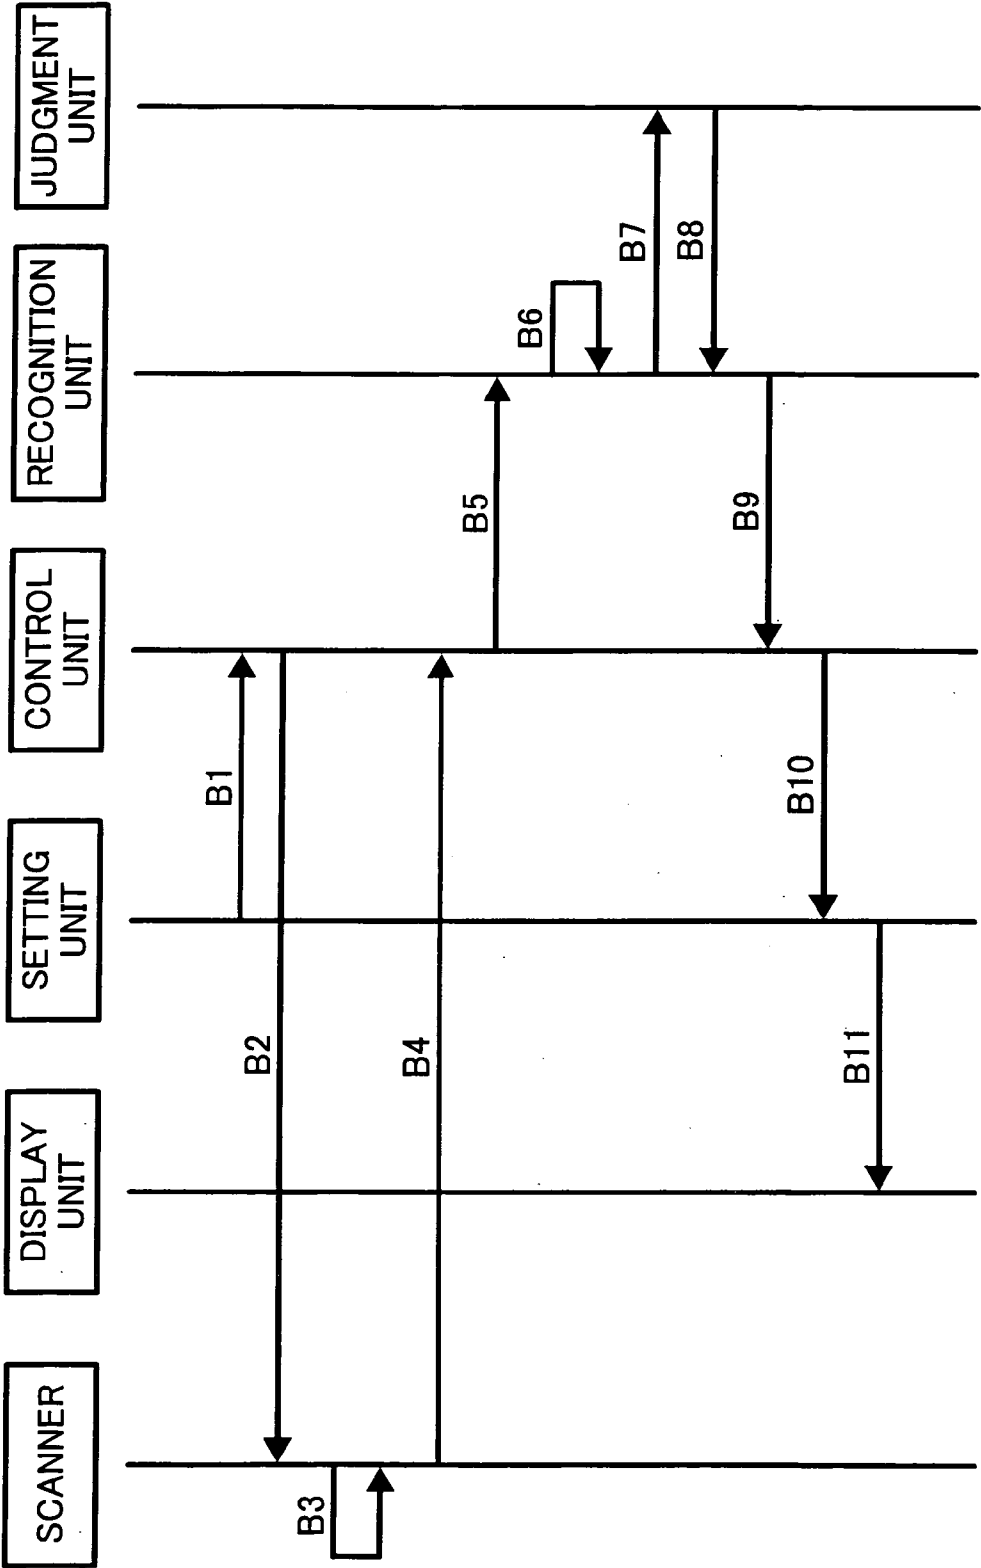 SCANNER
DISPLAY
UNIT
SETTING
UNIT
CONTROL
UNIT
RECOGNITION
UNIT
JUDGMENT
UNIT
B1
B2
B3
B4
B5
B6
B7
B8
B9
B10
B11